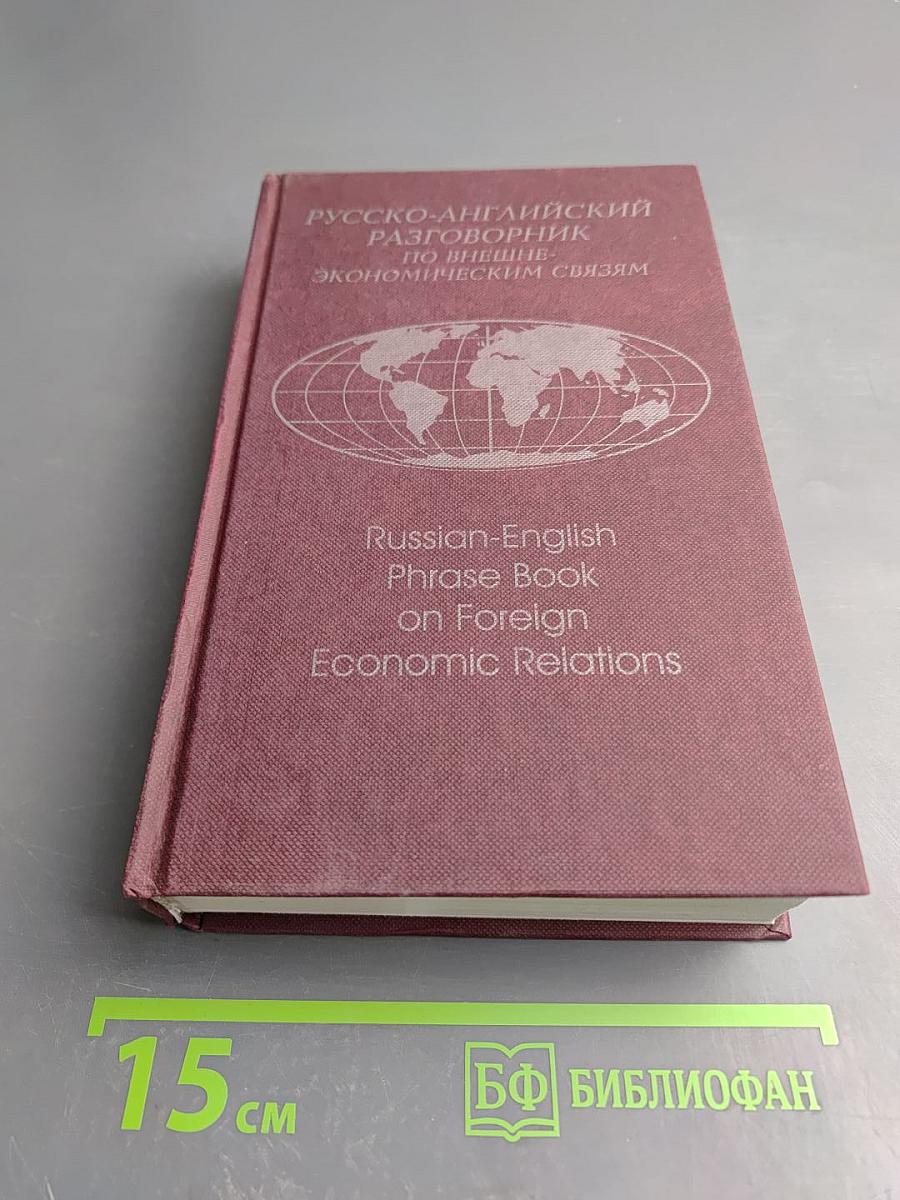 РУССКО-АНГЛИЙСКИЙ
РАЗГОВОРНИК
ПО ВНЕШНЕ-
ЭКОНОМИЧЕСКИМ СВЯЗЯМ
Russian-English
Phrase Book
on Foreign
Economic Relations
15 см
БФ БИБЛИОФАН